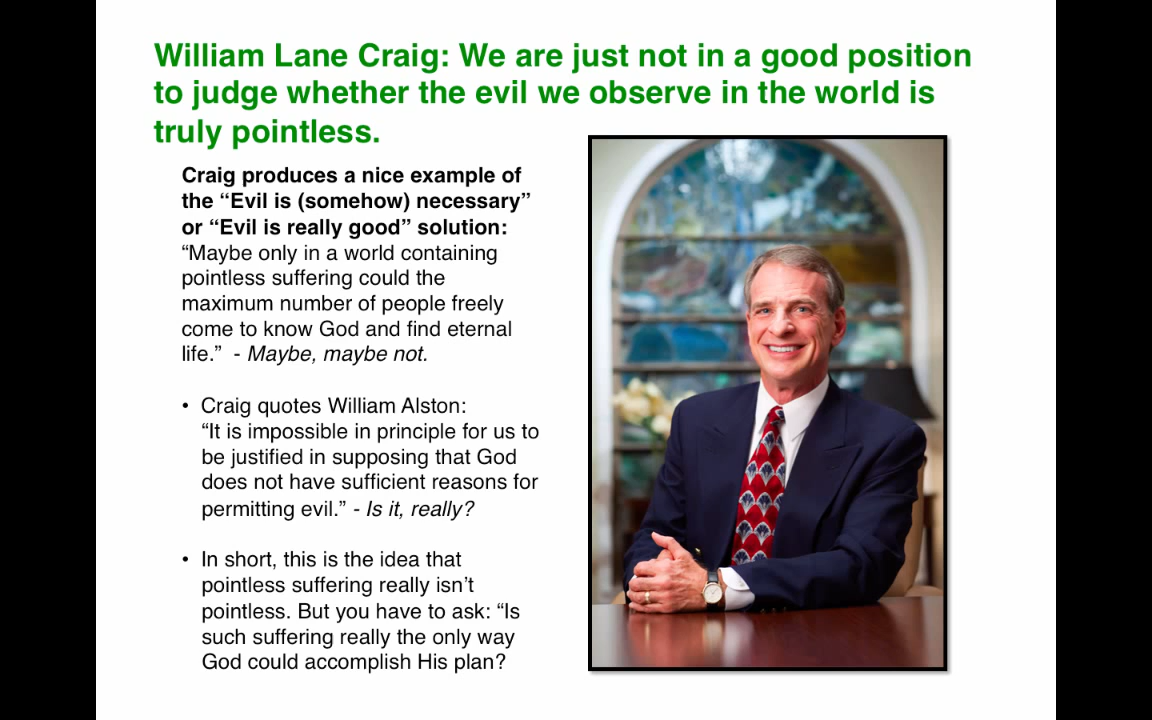 William Lane Craig: We are just not in a good position
to judge whether the evil we observe in the world is
truly pointless.
Craig produces a nice example of
the “Evil is (somehow) necessary”
or “Evil is really good” solution:
“Maybe only in a world containing
pointless suffering could the
maximum number of people freely
come to know God and find eternal
life.”  - Maybe, maybe not.
• Craig quotes William Alston:
“It is impossible in principle for us to
be justified in supposing that God
does not have sufficient reasons for
permitting evil.” - Is it, really?
• In short, this is the idea that
pointless suffering really isn’t
pointless. But you have to ask: “Is
such suffering really the only way
God could accomplish His plan?